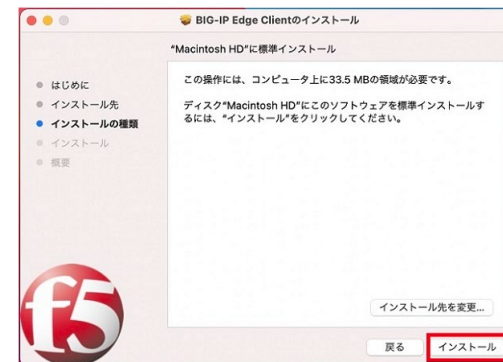 BIG-IP Edge Clientのインストール
"Macintosh HD"に標準インストール
はじめに
インストール先
インストールの種類
インストール
概要
この操作には、コンピュータ上に33.5 MBの領域が必要です。
ディスク"Macintosh HD"にこのソフトウェアを標準インストールす
るには、"インストール"をクリックしてください。
インストール先を変更...
戻る
インストール
f5